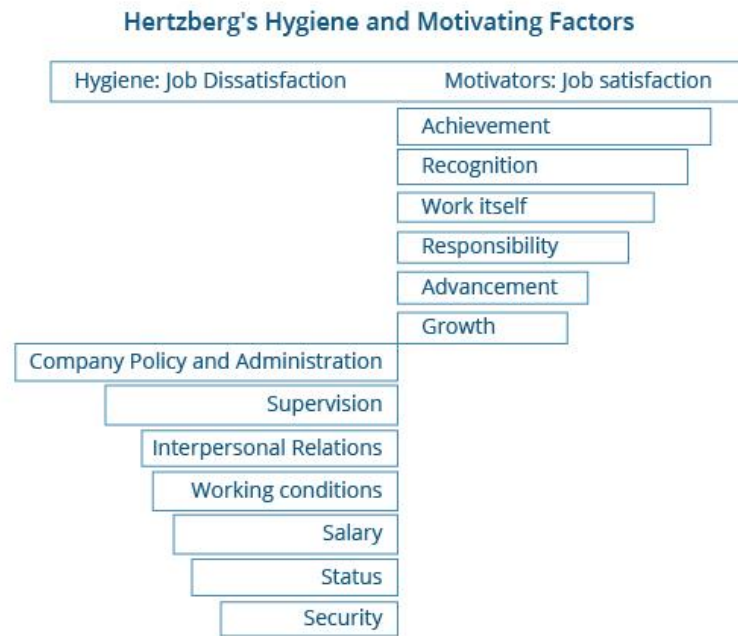 Hertzberg's Hygiene and Motivating Factors
Hygiene: Job Dissatisfaction Motivators: Job satisfaction
Achievement
Recognition
Work itself
Responsibility
Advancement
Growth
Company Policy and Administration
Supervision
Interpersonal Relations
Working conditions
Salary
Status
Security